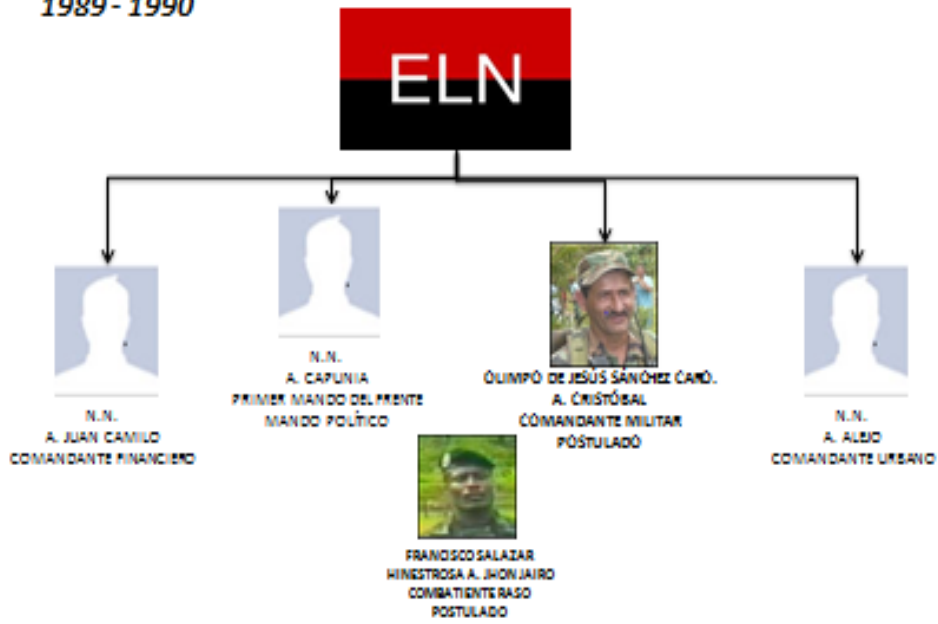 1989 - 1990
ELN
N.N.
A. JUAN CAMILO
COMANDANTE FINANCIERO
N.N.
A. CAPUNIA
PRIMER MANDO DEL FRENTE
MANDO POLÍTICO
OLIMPO DE JESÚS SÁNCHEZ CARO.
A. CRISTÓBAL
COMANDANTE MILITAR
POSTULADO
N.N.
A. ALEJO
COMANDANTE URBANO
FRANCISCO SALAZAR
HINESTROSA A. JHON JAIRO
COMBATIENTE RASO
POSTULADO